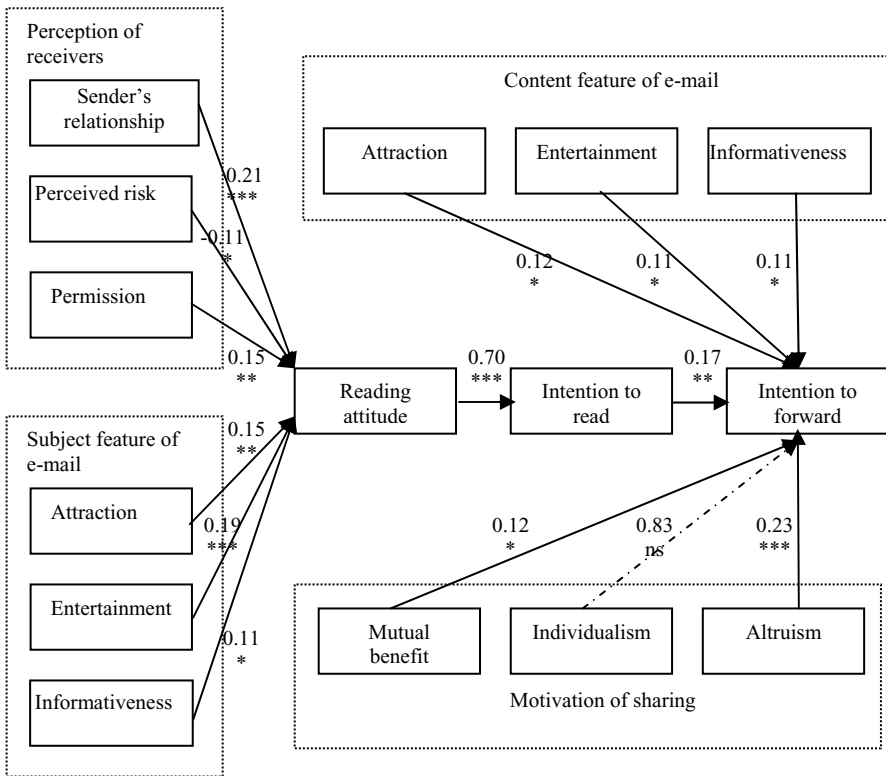 Perception of
receivers
Sender’s
relationship
Perceived risk
Permission
0.21
***
-0.11
*
0.15
**
Subject feature of
e-mail
Attraction
Entertainment
Informativeness
0.15
**
0.19
***
0.11
*
Content feature of e-mail
Attraction
Entertainment
Informativeness
0.12
*
0.11
*
0.11
*
Reading
attitude
0.70
***
Intention to
read
0.17
**
Intention to
forward
0.12
*
0.83
ns
0.23
***
Mutual
benefit
Individualism
Altruism
Motivation of sharing